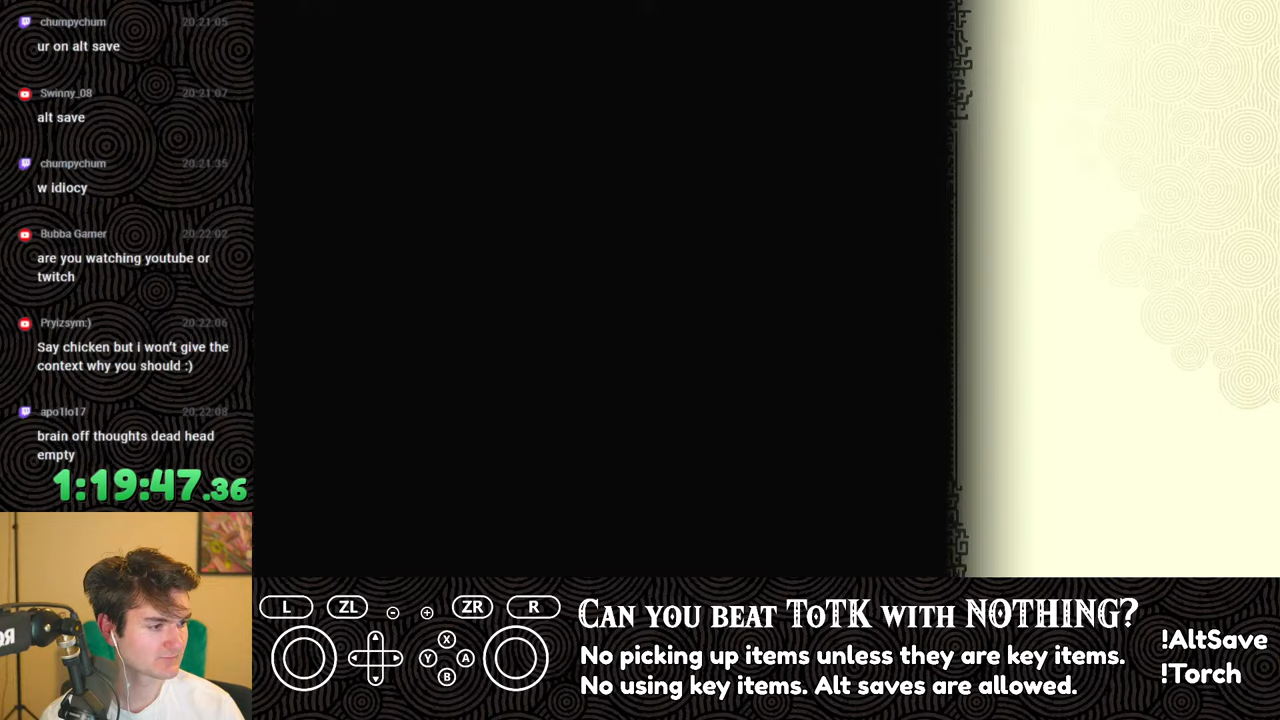 chumpychum 20:21:05
ur on alt save
Swinny_08 20:21:07
alt save
chumpychum 20:21:35
w idiocy
Bubba Gamer 20:22:02
are you watching youtube or
twitch
Pryizsym:) 20:22:06
Say chicken but i won't give the
context why you should :)
apo1lo17 20:22:08
brain off thoughts dead head
empty
1:19:47.36
L ZL - + ZR R
X
Y A
B
CAN YOU BEAT TOTK WITH NOTHING?
No picking up items unless they are key items.
No using key items. Alt saves are allowed.
!AltSave
!Torch